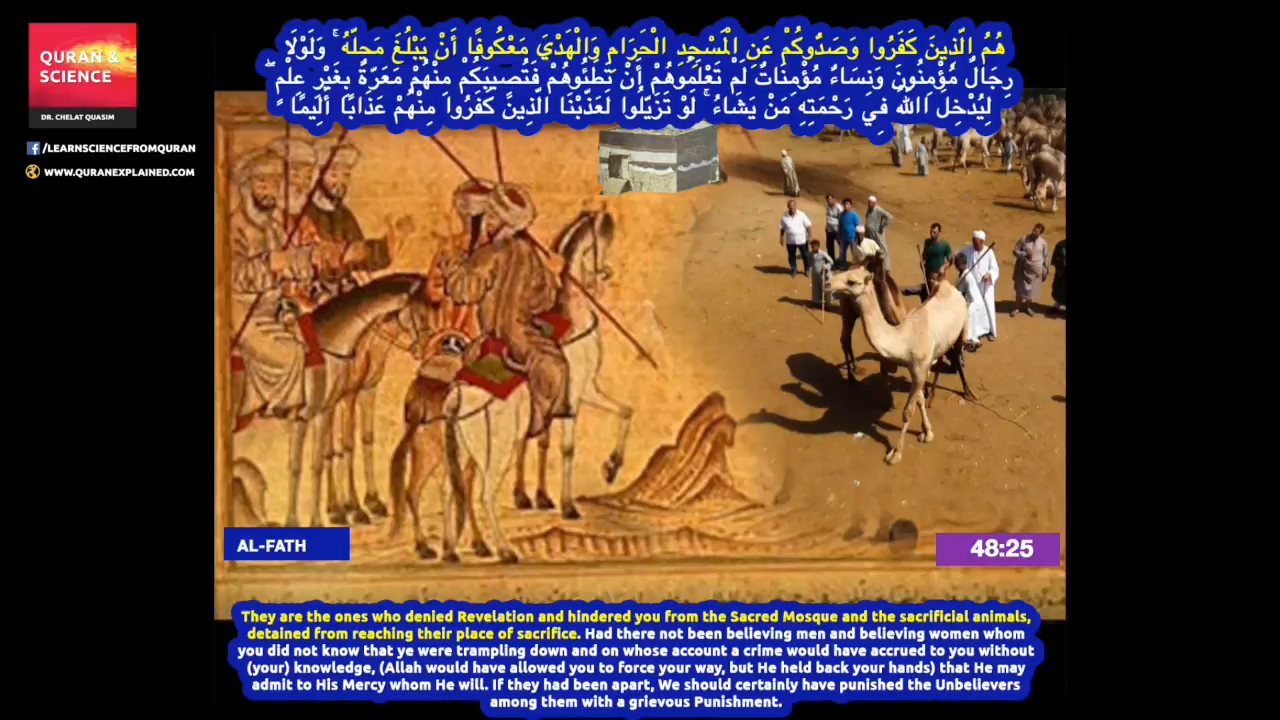 QURAN &
SCIENCE
DR. CHELAT QUASIM
/LEARNSCIENCEFROMQURAN
WWW.QURANEXPLAINED.COM
هُمُ الَّذِينَ كَفَرُوا وَصَدُّوكُمْ عَنِ الْمَسْجِدِ الْحَرَامِ وَالْهَدْيَ مَعْكُوفًا أَنْ يَبْلُغَ مَحِلَّهُ ۚ وَلَوْلَا
رِجَالٌ مُؤْمِنُونَ وَنِسَاءٌ مُؤْمِنَاتٌ لَمْ تَعْلَمُوهُمْ أَنْ تَطَئُوهُمْ فَتُصِيبَكُمْ مِنْهُمْ مَعَرَّةٌ بِغَيْرِ عِلْمٍ ۖ
لِيُدْخِلَ اللَّهُ فِي رَحْمَتِهِ مَنْ يَشَاءُ ۚ لَوْ تَزَيَّلُوا لَعَذَّبْنَا الَّذِينَ كَفَرُوا مِنْهُمْ عَذَابًا أَلِيمًا
AL-FATH
48:25
They are the ones who denied Revelation and hindered you from the Sacred Mosque and the sacrificial animals,
detained from reaching their place of sacrifice. Had there not been believing men and believing women whom
you did not know that ye were trampling down and on whose account a crime would have accrued to you without
(your) knowledge, (Allah would have allowed you to force your way, but He held back your hands) that He may
admit to His Mercy whom He will. If they had been apart, We should certainly have punished the Unbelievers
among them with a grievous Punishment.